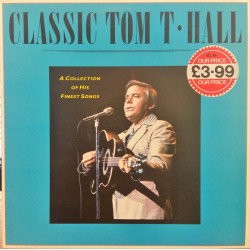 CLASSIC TOM T·HALL
A COLLECTION
OF HIS
FINEST SONGS
OUR PRICE
£3·99
OUR PRICE